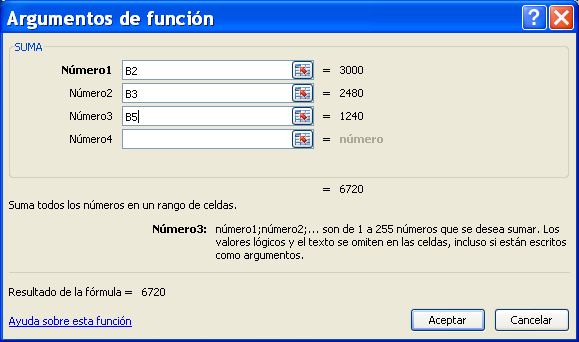 Argumentos de función
SUMA
Número1 B2 = 3000
Número2 B3 = 2480
Número3 B5 = 1240
Número4 = número
= 6720
Suma todos los números en un rango de celdas.
Número3: número1;número2;... son de 1 a 255 números que se desea sumar. Los
valores lógicos y el texto se omiten en las celdas, incluso si están escritos
como argumentos.
Resultado de la fórmula = 6720
Ayuda sobre esta función
Aceptar Cancelar